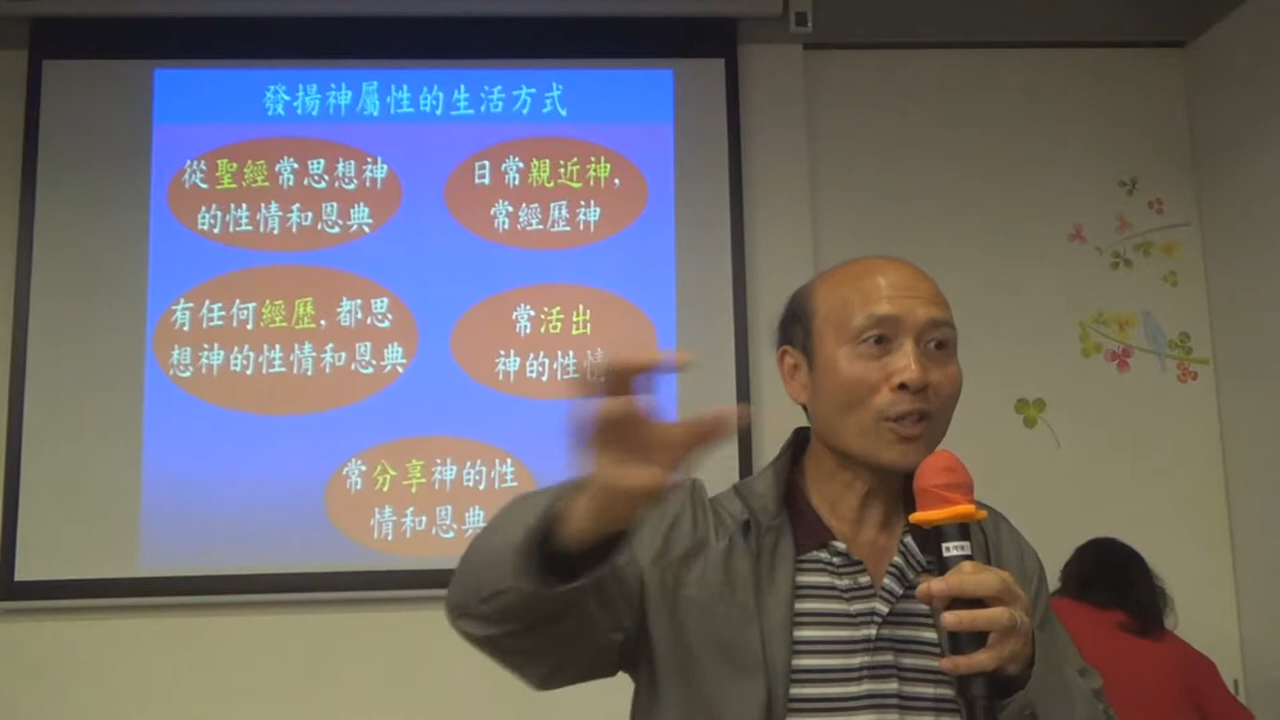 發揚神屬性的生活方式
從聖經常思想神
的性情和恩典
日常親近神,
常經歷神
有任何經歷,都思
想神的性情和恩典
常活出
神的性情
常分享神的性
情和恩典